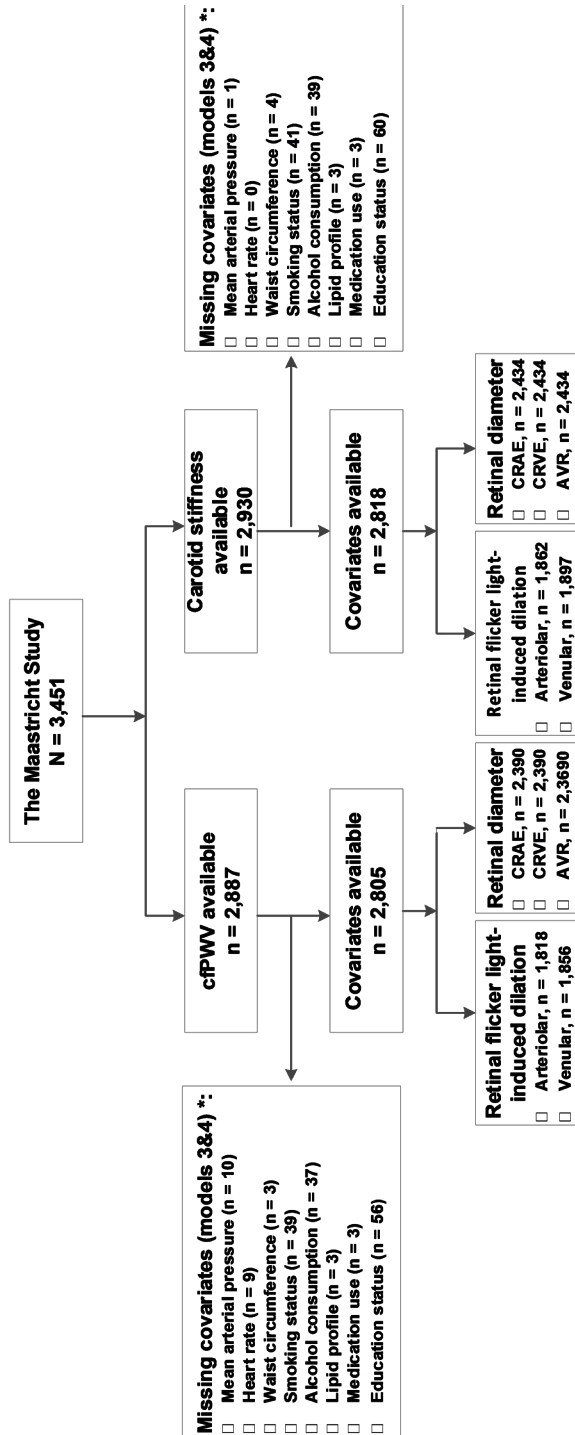 The Maastricht Study
N = 3,451
cfPWV available
n = 2,887
Carotid stiffness
available
n = 2,930
Missing covariates (models 3&4) *:
□ Mean arterial pressure (n = 10)
□ Heart rate (n = 9)
□ Waist circumference (n = 3)
□ Smoking status (n = 39)
□ Alcohol consumption (n = 37)
□ Lipid profile (n = 3)
□ Medication use (n = 3)
□ Education status (n = 56)
Missing covariates (models 3&4) *:
□ Mean arterial pressure (n = 1)
□ Heart rate (n = 0)
□ Waist circumference (n = 4)
□ Smoking status (n = 41)
□ Alcohol consumption (n = 39)
□ Lipid profile (n = 3)
□ Medication use (n = 3)
□ Education status (n = 60)
Covariates available
n = 2,805
Covariates available
n = 2,818
Retinal flicker light-
induced dilation
□ Arteriolar, n = 1,818
□ Venular, n = 1,856
Retinal diameter
□ CRAE, n = 2,390
□ CRVE, n = 2,390
□ AVR, n = 2,3690
Retinal flicker light-
induced dilation
□ Arteriolar, n = 1,862
□ Venular, n = 1,897
Retinal diameter
□ CRAE, n = 2,434
□ CRVE, n = 2,434
□ AVR, n = 2,434